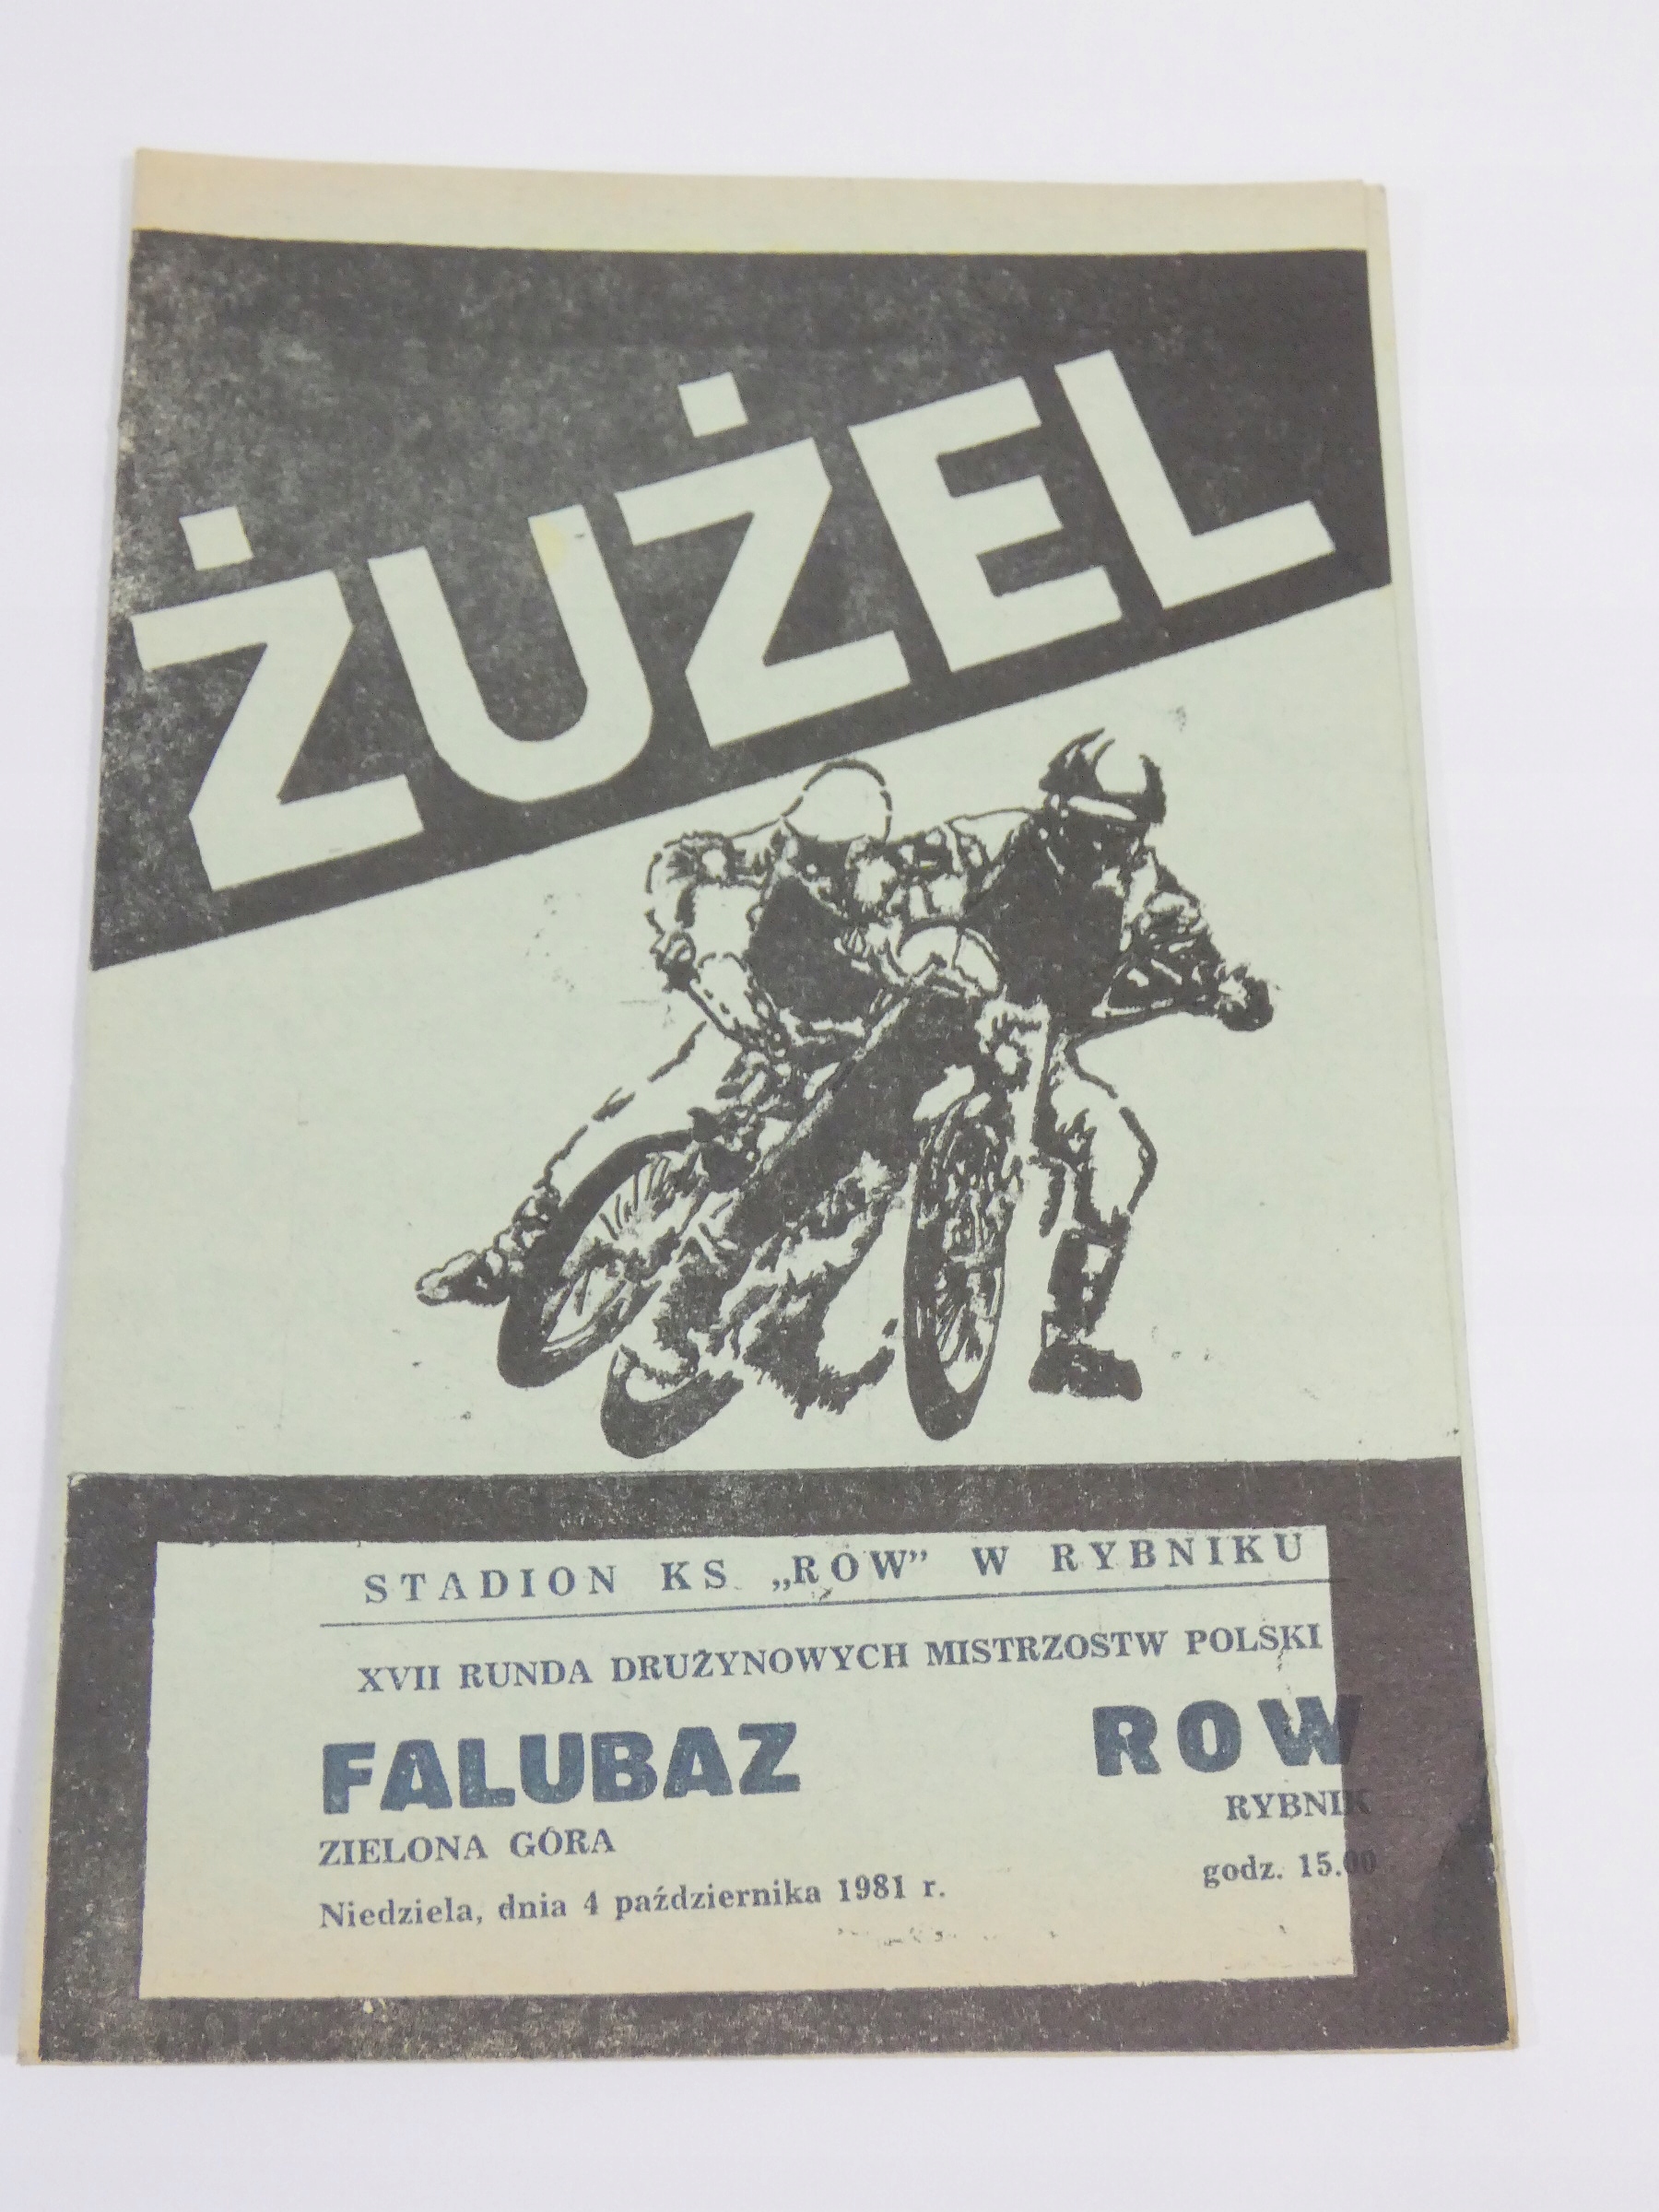 ŻUŻEL
STADION KS „ROW” W RYBNIKU
XVII RUNDA DRUŻYNOWYCH MISTRZOSTW POLSKI
FALUBAZ ROW
ZIELONA GÓRA RYBNIK
Niedziela, dnia 4 października 1981 r. godz. 15.00